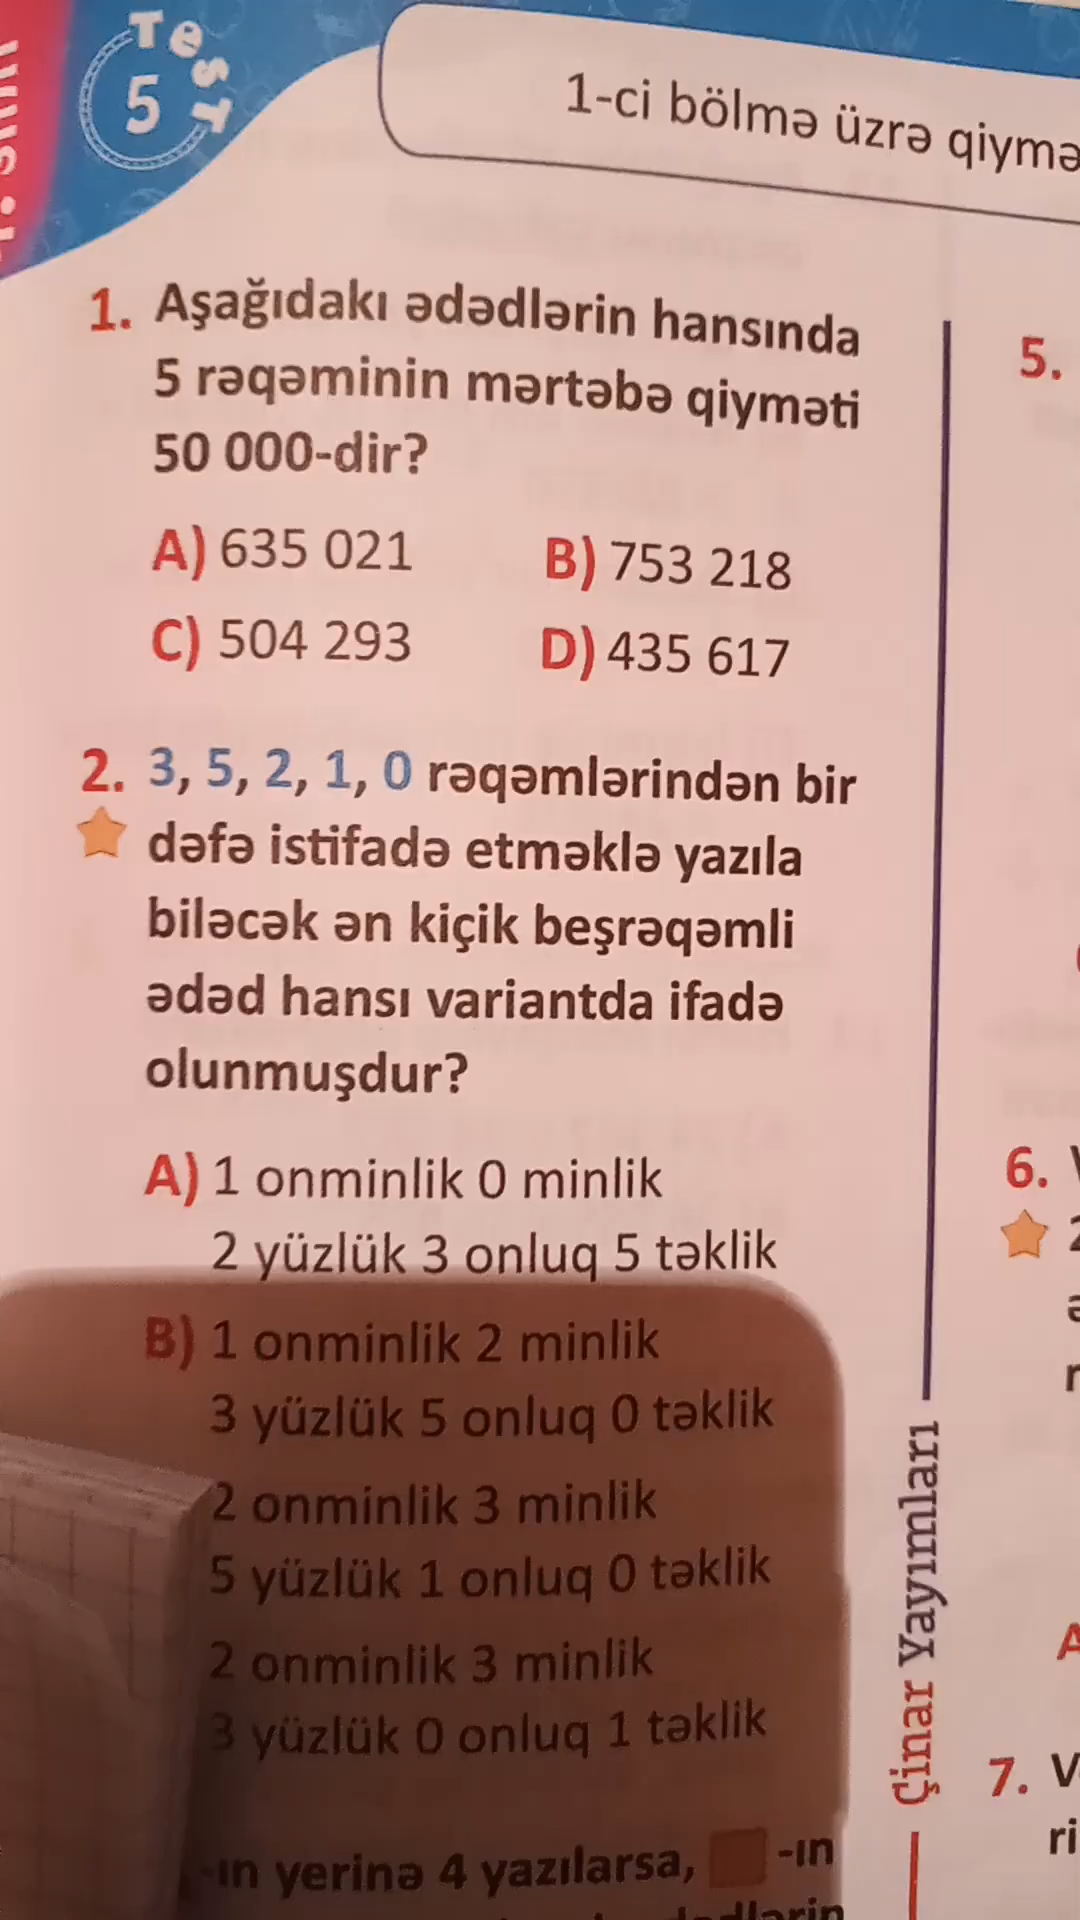 Test
5
1-ci bölmə üzrə
1. Aşağıdakı ədədlərin hansında
5 rəqəminin mərtəbə qiyməti
50 000-dir?
A) 635 021
B) 753 218
C) 504 293
D) 435 617
2. 3, 5, 2, 1, 0 rəqəmlərindən bir
dəfə istifadə etməklə yazıla
biləcək ən kiçik beşrəqəmli
ədəd hansı variantda ifadə
olunmuşdur?
A) 1 onminlik 0 minlik
2 yüzlük 3 onluq 5 təklik
B) 1 onminlik 2 minlik
3 yüzlük 5 onluq 0 təklik
2 onminlik 3 minlik
5 yüzlük 1 onluq 0 təklik
2 onminlik 3 minlik
3 yüzlük 0 onluq 1 təklik
-ın yerinə 4 yazılarsa, -ın
Çinar Yayımları
5.
6.
7.